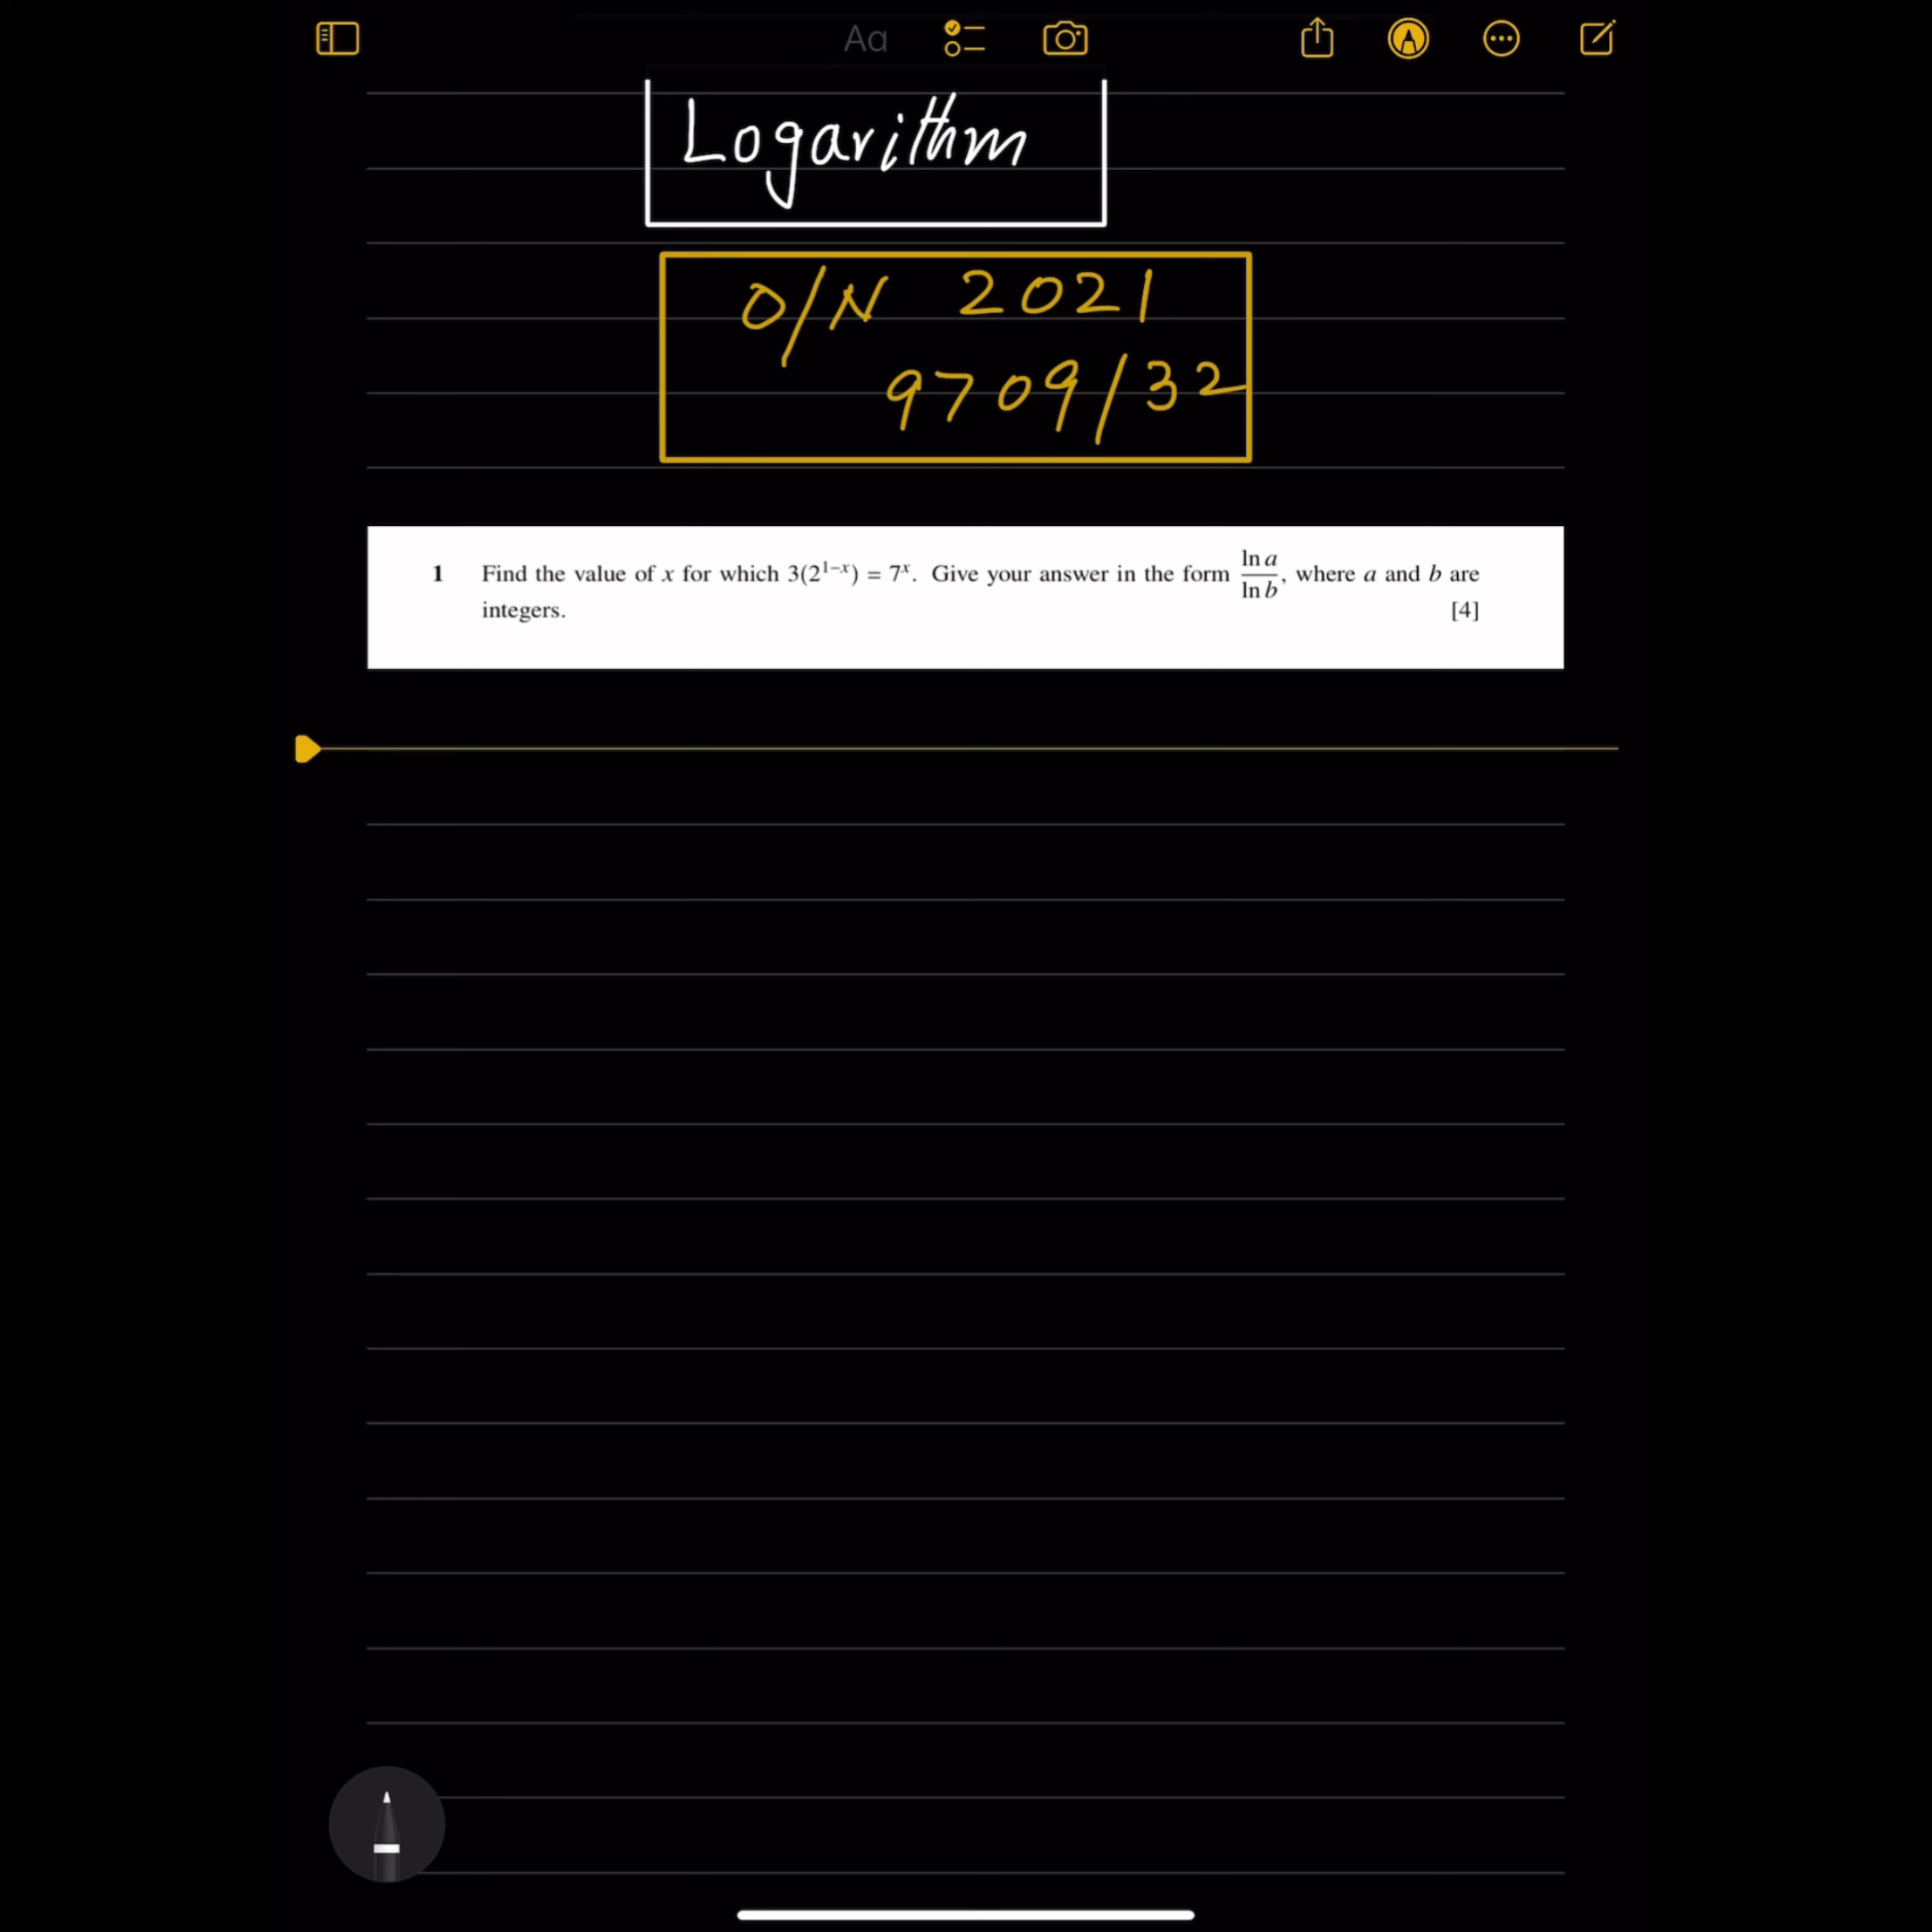 Aa
Logarithm
O/N 2021
9709/32
1 Find the value of x for which 3(2^{1-x}) = 7^x. Give your answer in the form \frac{\ln a}{\ln b}, where a and b are
integers. [4]